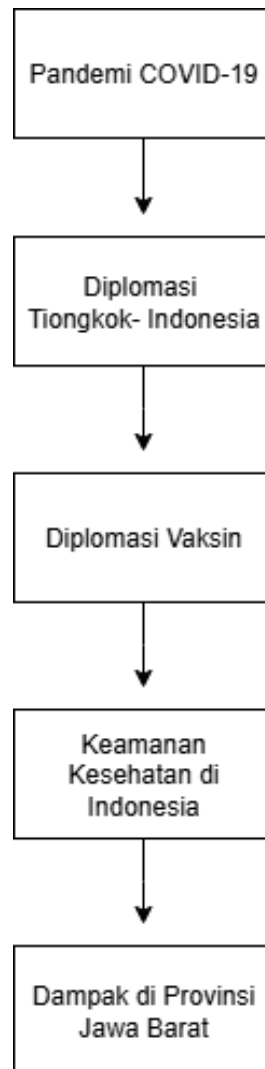 Pandemi COVID-19
Diplomasi
Tiongkok- Indonesia
Diplomasi Vaksin
Keamanan
Kesehatan di
Indonesia
Dampak di Provinsi
Jawa Barat